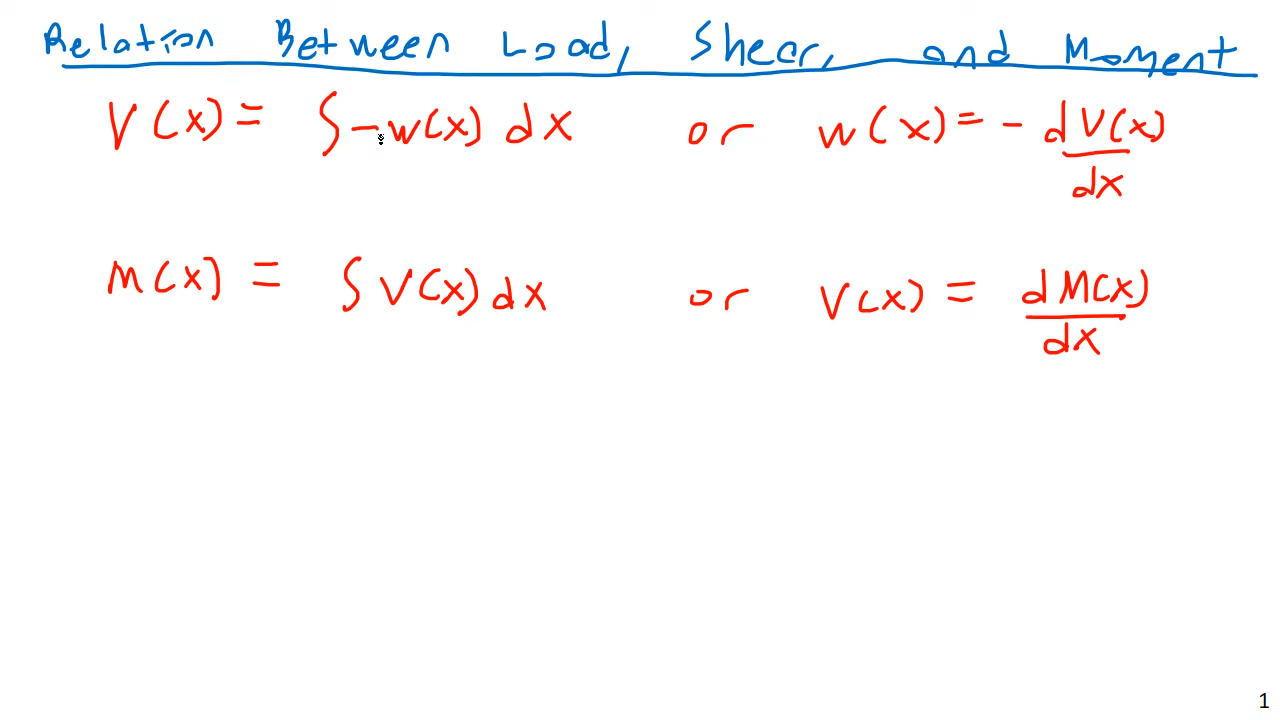 Relation Between Load, Shear, and Moment
V(x) = ∫ -w(x) dx or w(x) = - dV(x)/dx
M(x) = ∫ V(x) dx or V(x) = dM(x)/dx
1